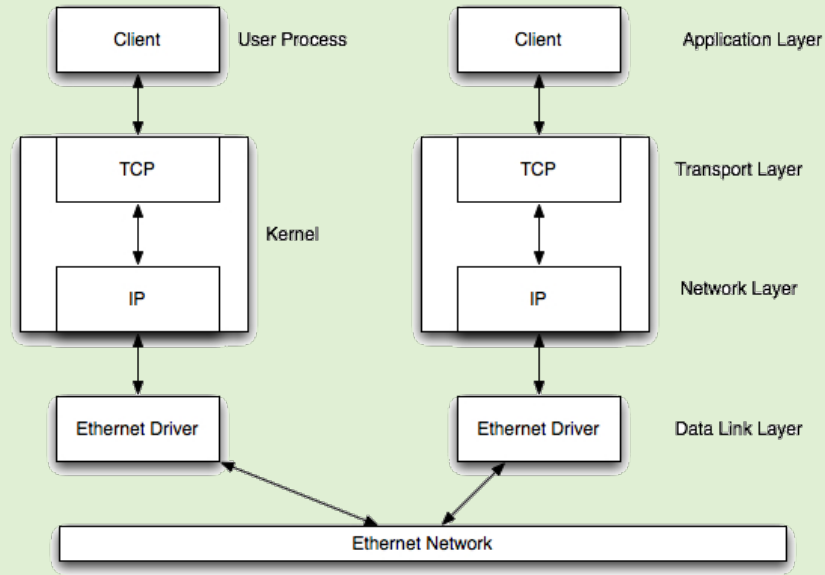 Client
User Process
Client
Application Layer
TCP
TCP
Transport Layer
Kernel
IP
IP
Network Layer
Ethernet Driver
Ethernet Driver
Data Link Layer
Ethernet Network